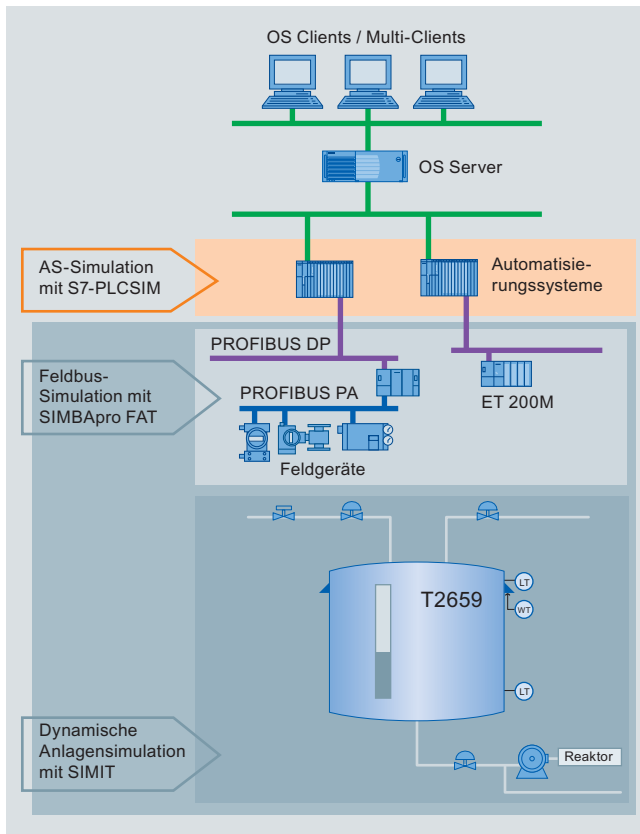 OS Clients / Multi-Clients
OS Server
AS-Simulation
mit S7-PLCSIM
Automatisie-
rungssysteme
PROFIBUS DP
Feldbus-
Simulation mit
SIMBApro FAT
PROFIBUS PA
ET 200M
Feldgeräte
T2659
LT
WT
LT
Dynamische
Anlagensimulation
mit SIMIT
Reaktor